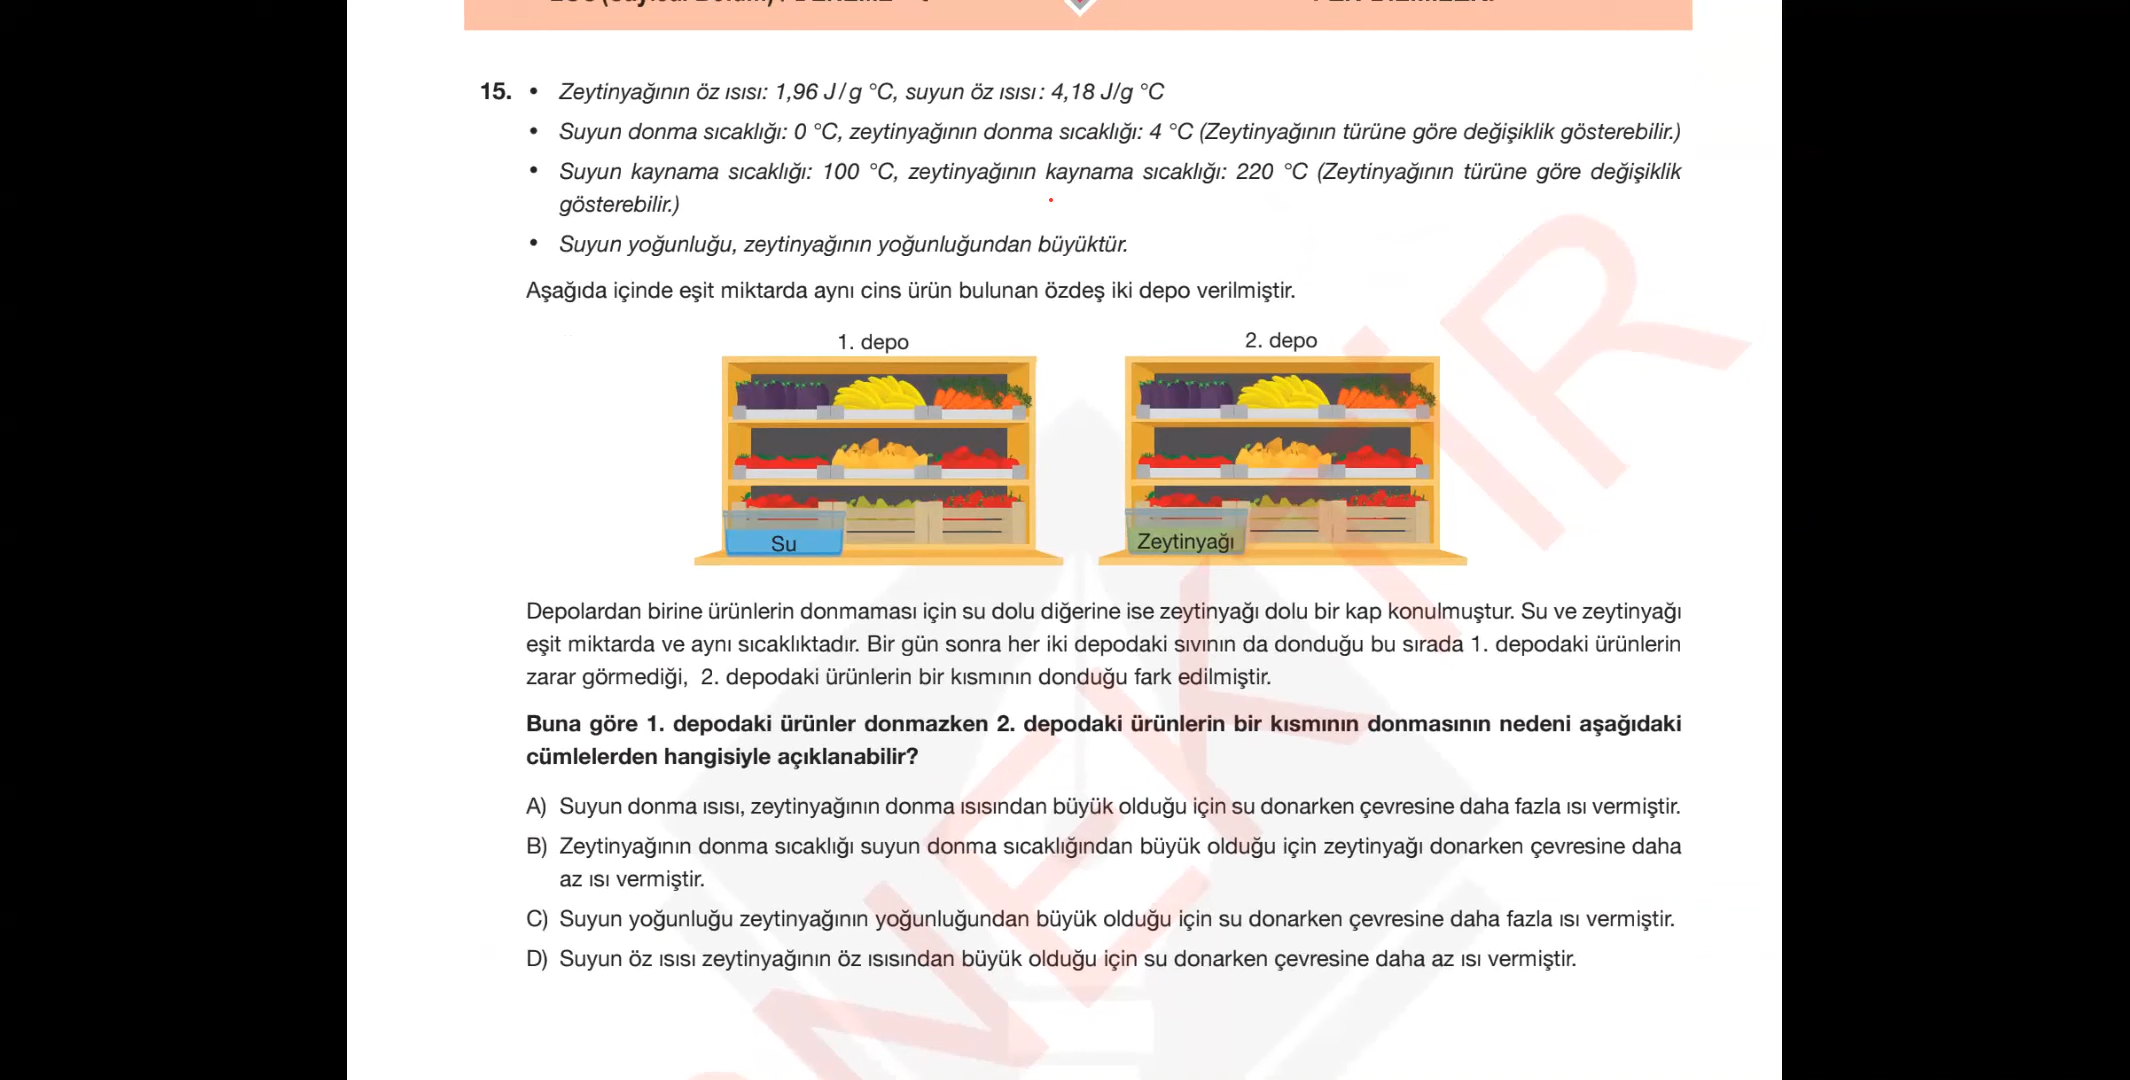 15. • Zeytinyağının öz ısısı: 1,96 J/g °C, suyun öz ısısı: 4,18 J/g °C
• Suyun donma sıcaklığı: 0 °C, zeytinyağının donma sıcaklığı: 4 °C (Zeytinyağının türüne göre değişiklik gösterebilir.)
• Suyun kaynama sıcaklığı: 100 °C, zeytinyağının kaynama sıcaklığı: 220 °C (Zeytinyağının türüne göre değişiklik
gösterebilir.)
• Suyun yoğunluğu, zeytinyağının yoğunluğundan büyüktür.
Aşağıda içinde eşit miktarda aynı cins ürün bulunan özdeş iki depo verilmiştir.
1. depo
2. depo
Su
Zeytinyağı
Depolardan birine ürünlerin donmaması için su dolu diğerine ise zeytinyağı dolu bir kap konulmuştur. Su ve zeytinyağı
eşit miktarda ve aynı sıcaklıktadır. Bir gün sonra her iki depodaki sıvının da donduğu bu sırada 1. depodaki ürünlerin
zarar görmediği, 2. depodaki ürünlerin bir kısmının donduğu fark edilmiştir.
Buna göre 1. depodaki ürünler donmazken 2. depodaki ürünlerin bir kısmının donmasının nedeni aşağıdaki
cümlelerden hangisiyle açıklanabilir?
A) Suyun donma ısısı, zeytinyağının donma ısısından büyük olduğu için su donarken çevresine daha fazla ısı vermiştir.
B) Zeytinyağının donma sıcaklığı suyun donma sıcaklığından büyük olduğu için zeytinyağı donarken çevresine daha
az ısı vermiştir.
C) Suyun yoğunluğu zeytinyağının yoğunluğundan büyük olduğu için su donarken çevresine daha fazla ısı vermiştir.
D) Suyun öz ısısı zeytinyağının öz ısısından büyük olduğu için su donarken çevresine daha az ısı vermiştir.